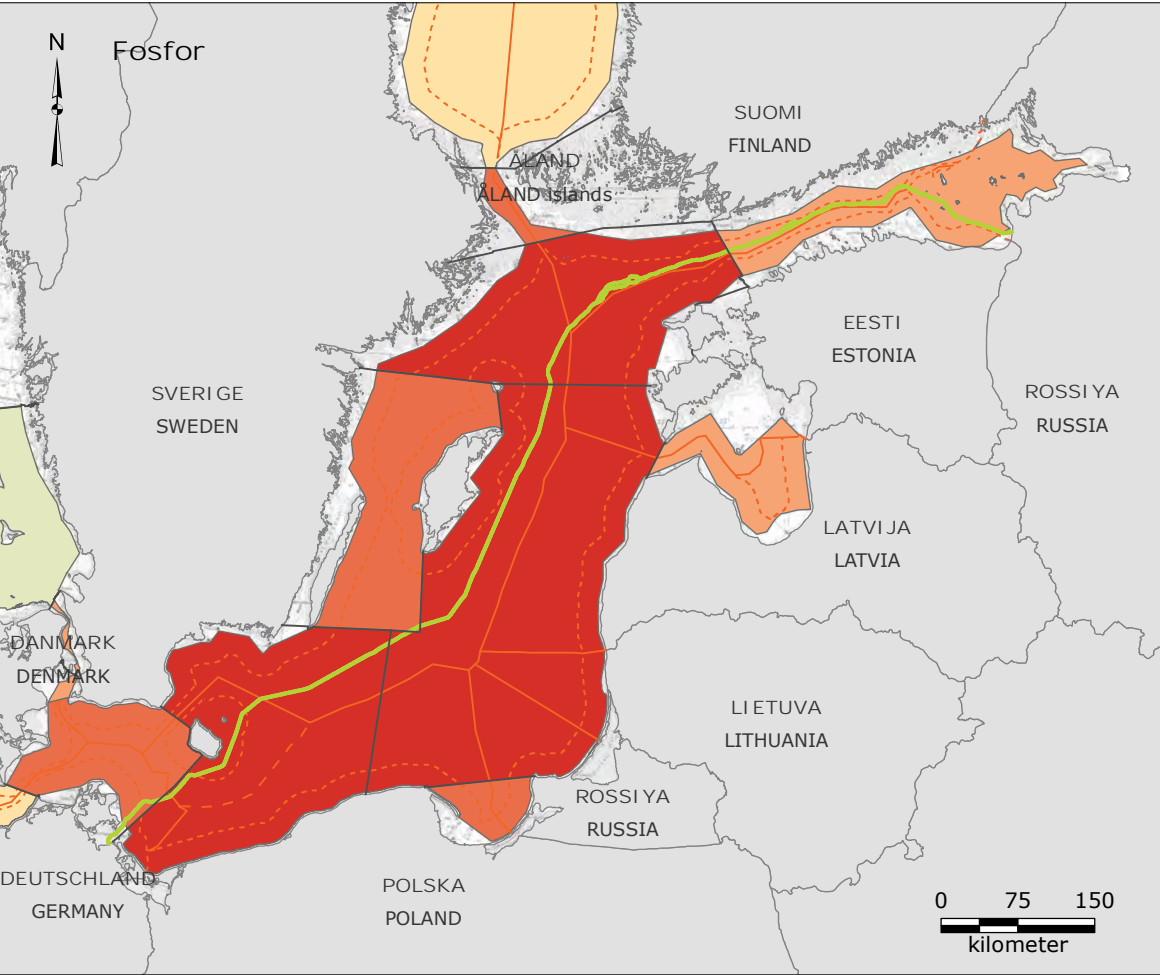 N
Fosfor
SUOMI
FINLAND
ÅLAND
ÅLAND islands
EESTI
ESTONIA
SVERIGE
SWEDEN
ROSSIYA
RUSSIA
LATVIJA
LATVIA
DANMARK
DENMARK
LIETUVA
LITHUANIA
ROSSIYA
RUSSIA
DEUTSCHLAND
GERMANY
POLSKA
POLAND
0 75 150
kilometer